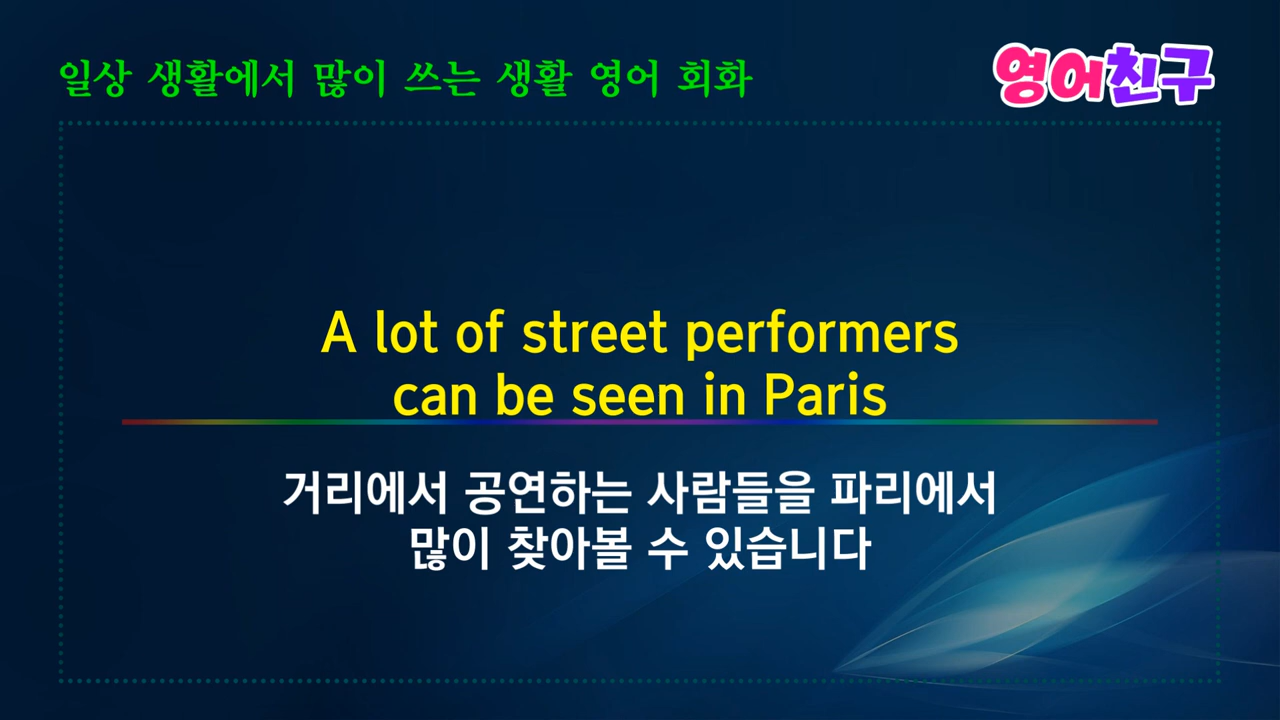 일상 생활에서 많이 쓰는 생활 영어 회화
영어친구
A lot of street performers
can be seen in Paris
거리에서 공연하는 사람들을 파리에서
많이 찾아볼 수 있습니다